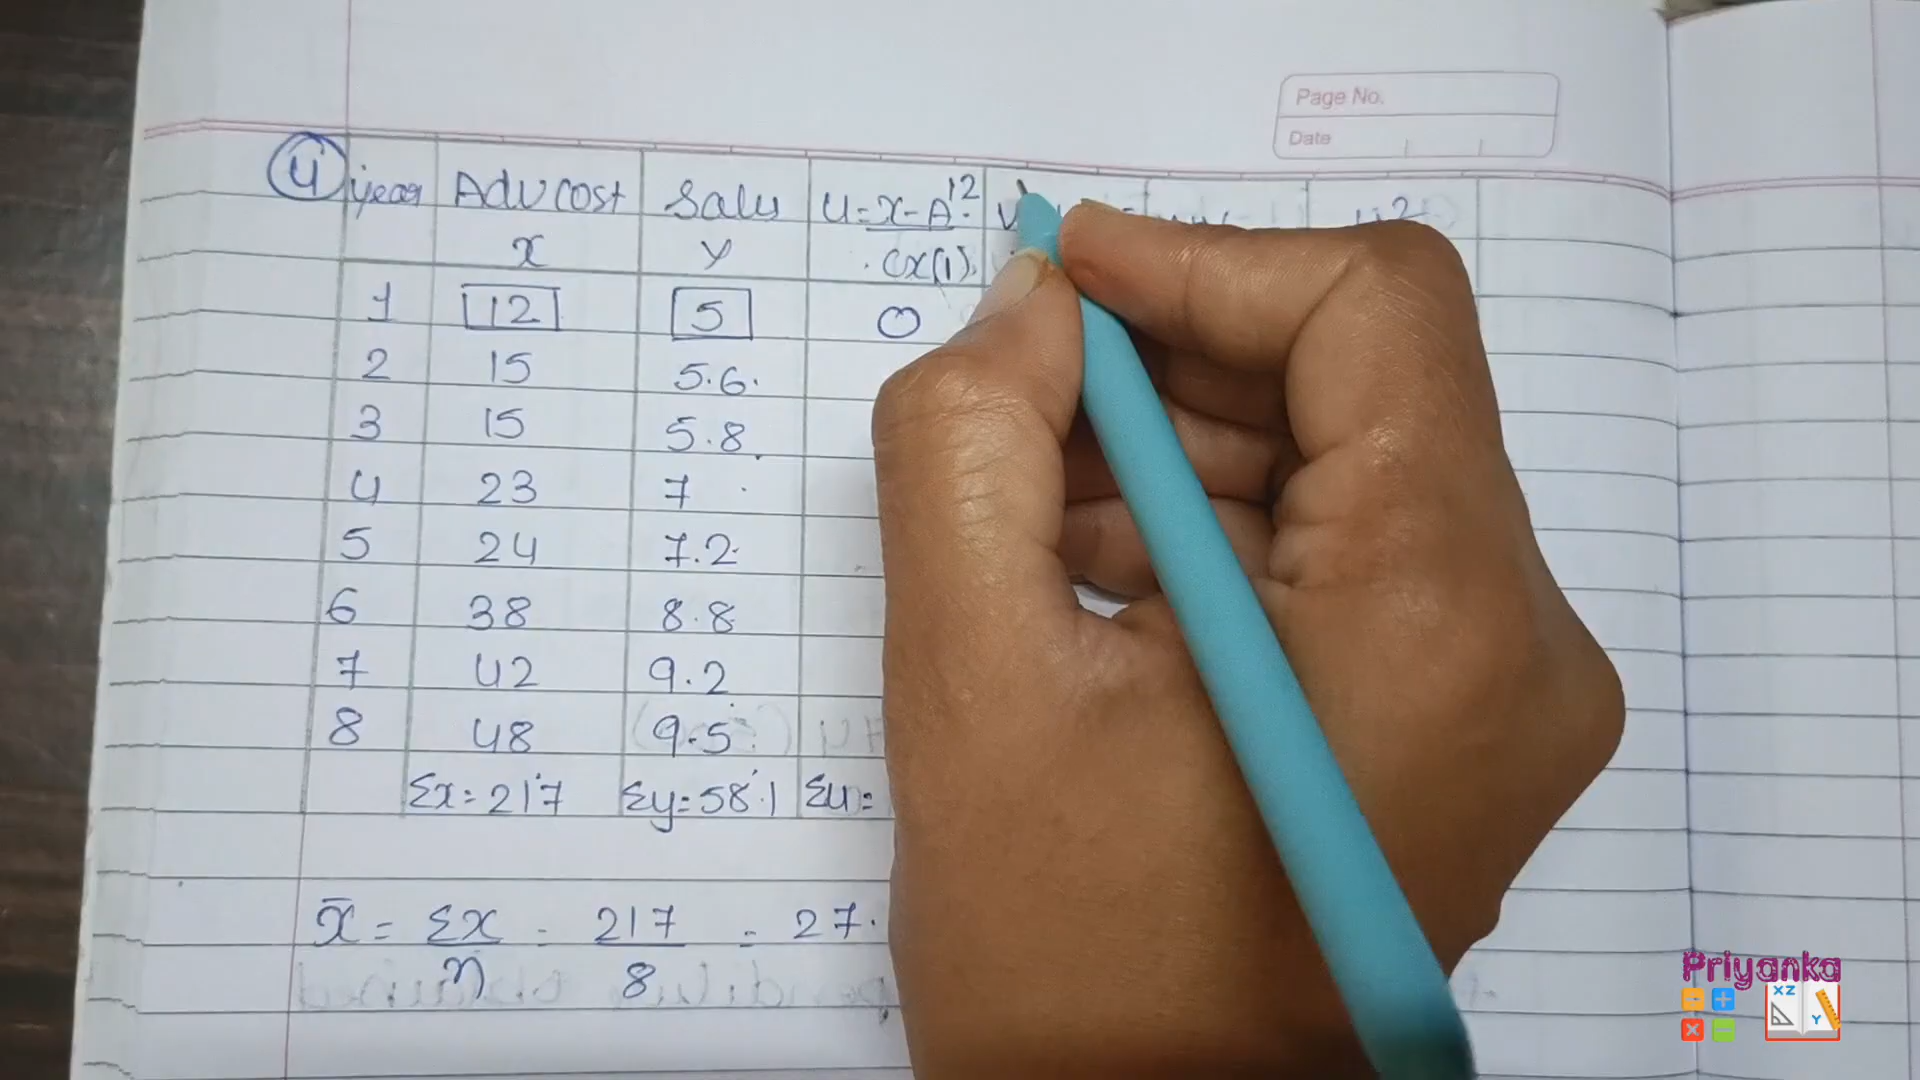 Page No.
Date
4 year Adv cost Sales u = x - A 12
x y Cx(1).
1 12 5 0
2 15 5.6
3 15 5.8
4 23 7
5 24 7.2
6 38 8.8
7 42 9.2
8 48 9.5
Σx = 217 Σy = 58.1 Σu =
x̄ = Σx = 217 = 27.
n 8
Priyanka
XZ
Y